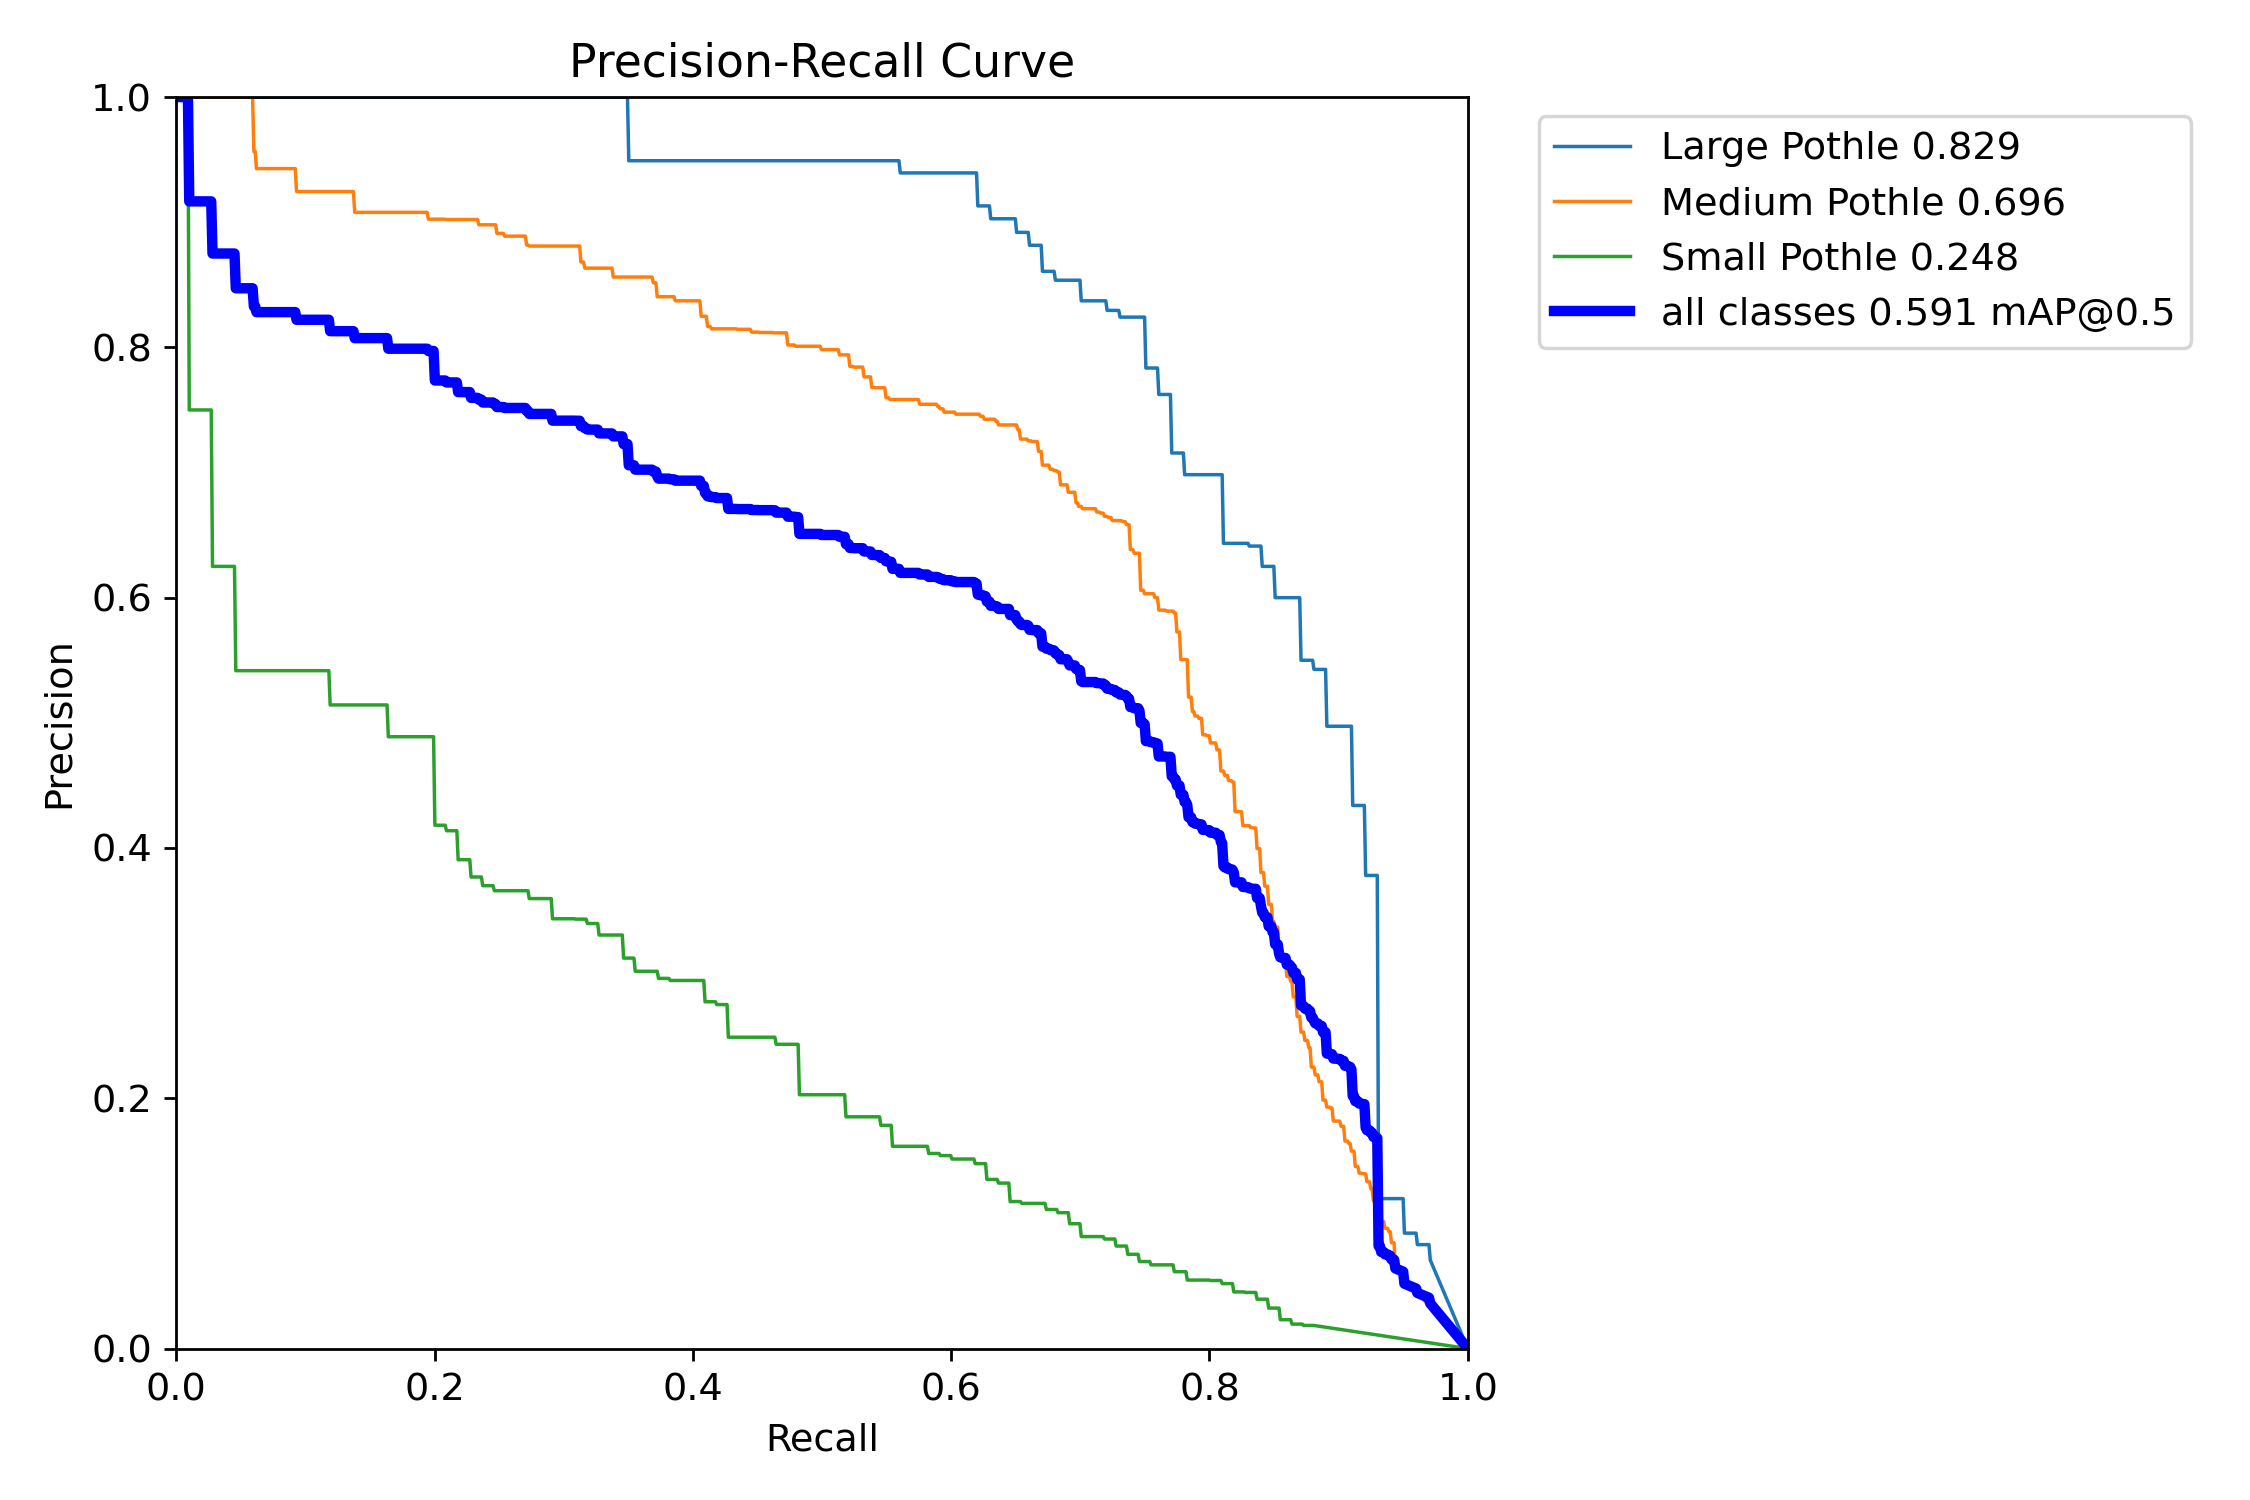 Precision-Recall Curve
1.0
0.8
0.6
0.4
0.2
0.0
Precision
0.0 0.2 0.4 0.6 0.8 1.0
Recall
Large Pothle 0.829
Medium Pothle 0.696
Small Pothle 0.248
all classes 0.591 mAP@0.5